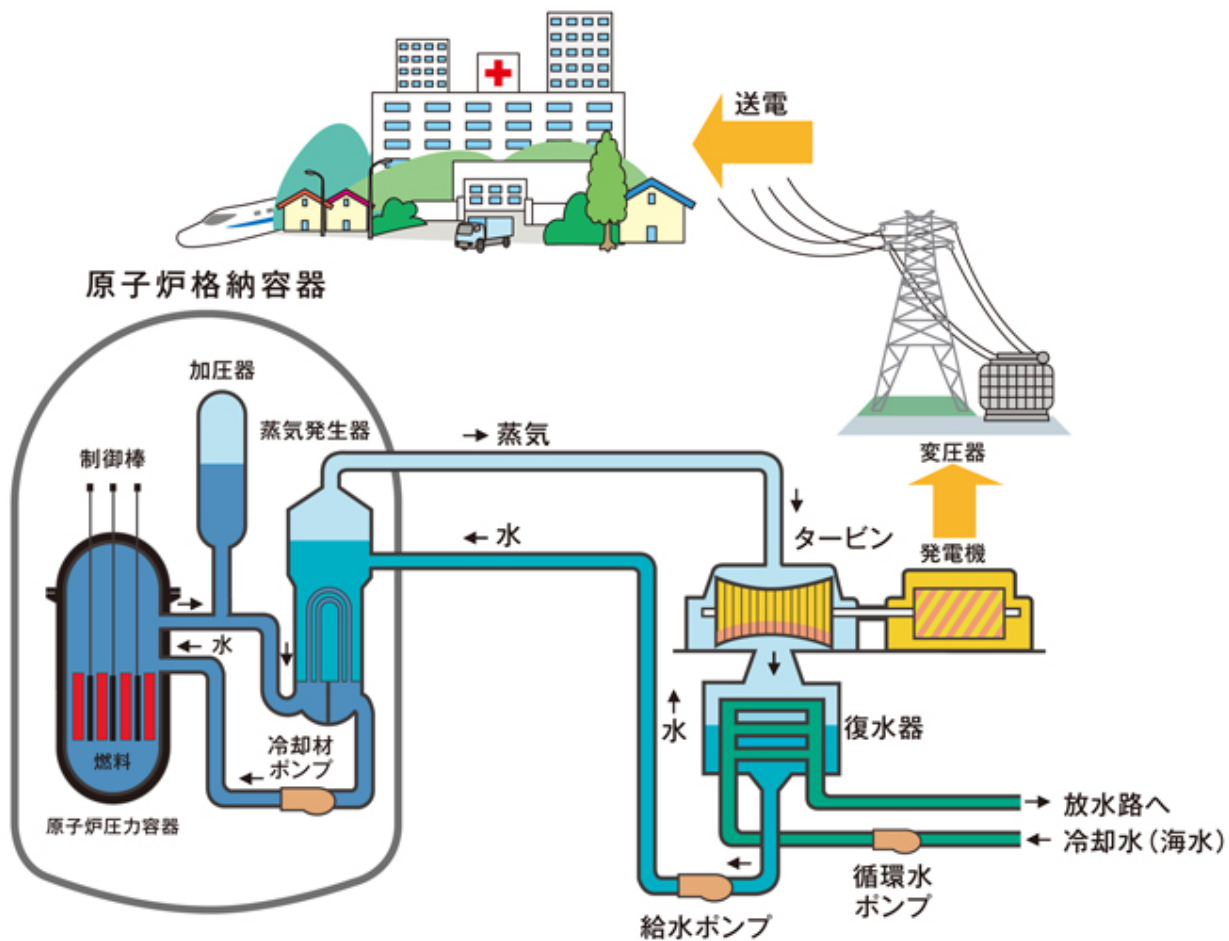 送電
原子炉格納容器
加圧器
蒸気発生器
制御棒
蒸気
変圧器
水
タービン
発電機
水
水
復水器
燃料
冷却材
ポンプ
原子炉圧力容器
放水路へ
冷却水(海水)
循環水
ポンプ
給水ポンプ